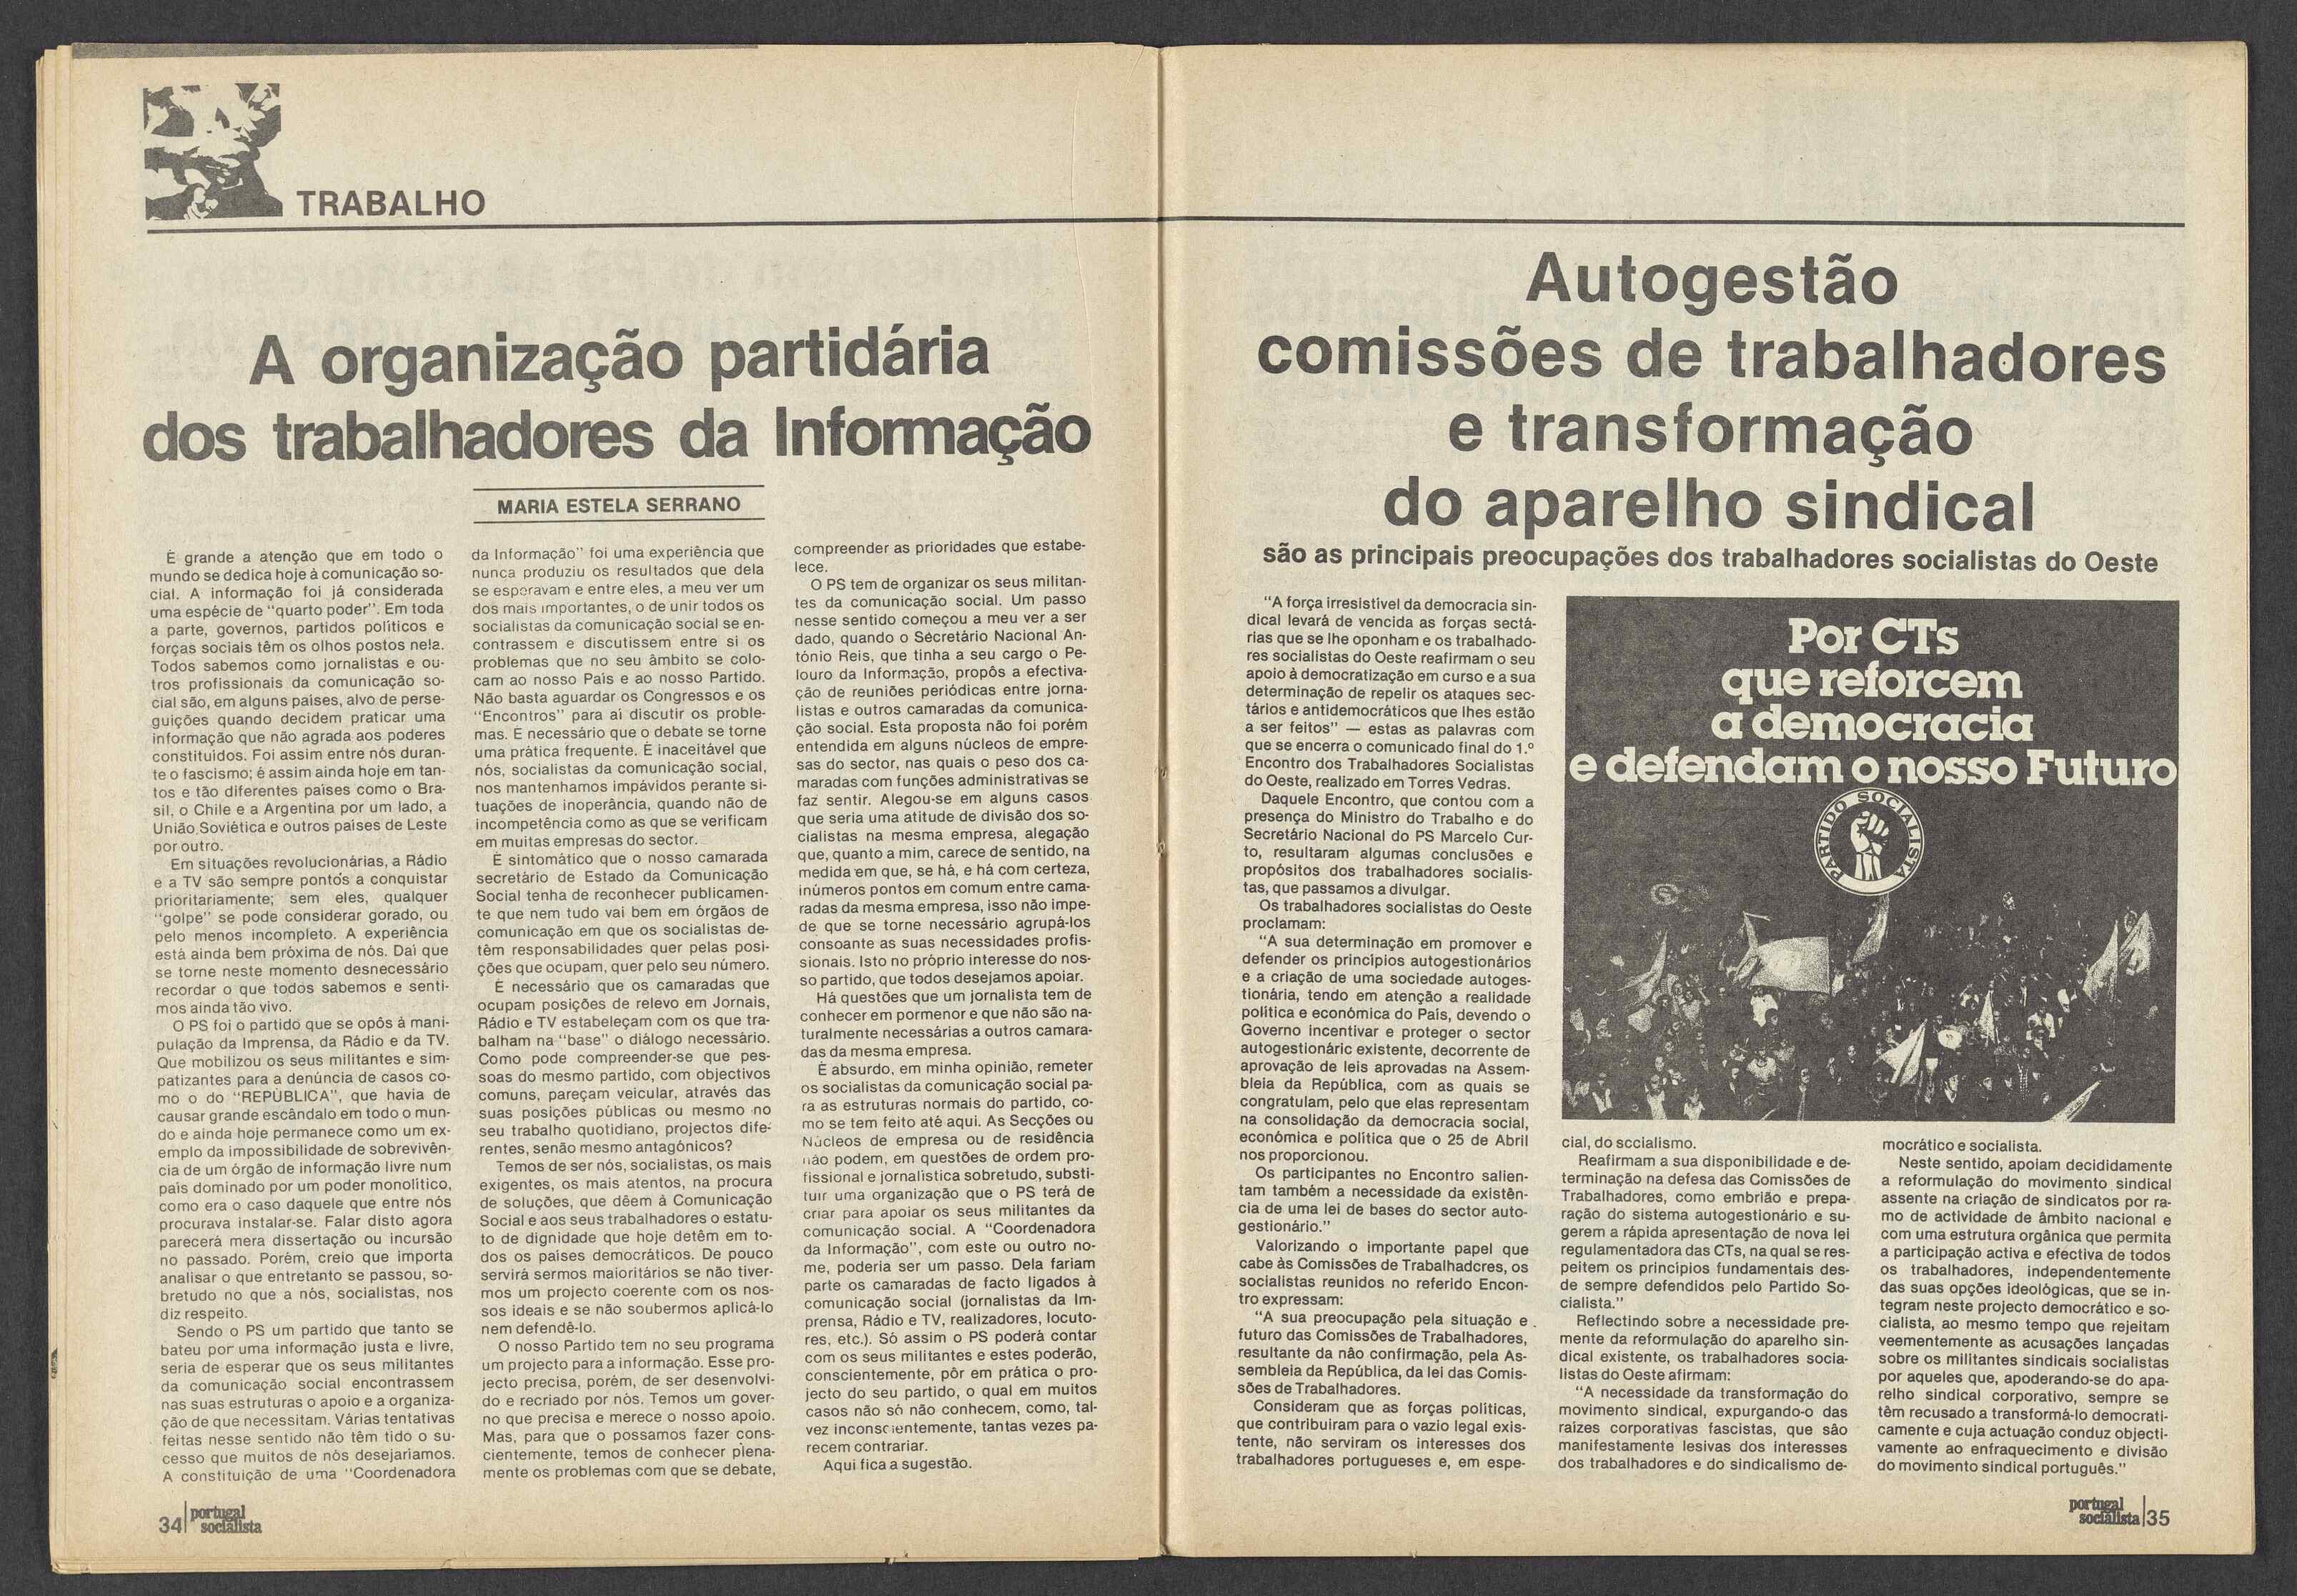 TRABALHO
A organização partidária
dos trabalhadores da Informação
MARIA ESTELA SERRANO
É grande a atenção que em todo o
mundo se dedica hoje à comunicação so-
cial. A informação foi já considerada
uma espécie de "quarto poder". Em toda
a parte, governos, partidos políticos e
forças sociais têm os olhos postos nela.
Todos sabemos como jornalistas e ou-
tros profissionais da comunicação so-
cial são, em alguns países, alvo de perse-
guições quando decidem praticar uma
informação que não agrada aos poderes
constituídos. Foi assim entre nós duran-
te o fascismo; é assim ainda hoje em tan-
tos e tão diferentes países como o Bra-
sil, o Chile e a Argentina por um lado, a
União Soviética e outros países de Leste
por outro.
Em situações revolucionárias, a Rádio
e a TV são sempre pontos a conquistar
prioritariamente; sem eles, qualquer
"golpe" se pode considerar gorado, ou
pelo menos incompleto. A experiência
está ainda bem próxima de nós. Daí que
se torne neste momento desnecessário
recordar o que todos sabemos e senti-
mos ainda tão vivo.
O PS foi o partido que se opôs à mani-
pulação da Imprensa, da Rádio e da TV.
Que mobilizou os seus militantes e sim-
patizantes para a denúncia de casos co-
mo o do "REPÚBLICA", que havia de
causar grande escândalo em todo o mun-
do e ainda hoje permanece como um ex-
emplo da impossibilidade de sobrevivên-
cia de um órgão de informação livre num
país dominado por um poder monolítico,
como era o caso daquele que entre nós
procurava instalar-se. Falar disto agora
parecerá mera dissertação ou incursão
no passado. Porém, creio que importa
analisar o que entretanto se passou, so-
bretudo no que a nós, socialistas, nos
diz respeito.
Sendo o PS um partido que tanto se
bateu por uma informação justa e livre,
seria de esperar que os seus militantes
da comunicação social encontrassem
nas suas estruturas o apoio e a organiza-
ção de que necessitam. Várias tentativas
feitas nesse sentido não têm tido o su-
cesso que muitos de nós desejaríamos.
A constituição de uma "Coordenadora
da Informação" foi uma experiência que
nunca produziu os resultados que dela
se esperavam e entre eles, a meu ver um
dos mais importantes, o de unir todos os
socialistas da comunicação social se en-
contrassem e discutissem entre si os
problemas que no seu âmbito se colo-
cam ao nosso País e ao nosso Partido.
Não basta aguardar os Congressos e os
"Encontros" para aí discutir os proble-
mas. É necessário que o debate se torne
uma prática frequente. É inaceitável que
nós, socialistas da comunicação social,
nos mantenhamos impávidos perante si-
tuações de inoperância, quando não de
incompetência como as que se verificam
em muitas empresas do sector.
É sintomático que o nosso camarada
secretário de Estado da Comunicação
Social tenha de reconhecer publicamen-
te que nem tudo vai bem em órgãos de
comunicação em que os socialistas de-
têm responsabilidades quer pelas posi-
ções que ocupam, quer pelo seu número.
É necessário que os camaradas que
ocupam posições de relevo em Jornais,
Rádio e TV estabeleçam com os que tra-
balham na "base" o diálogo necessário.
Como pode compreender-se que pes-
soas do mesmo partido, com objectivos
comuns, pareçam veicular, através das
suas posições públicas ou mesmo no
seu trabalho quotidiano, projectos dife-
rentes, senão mesmo antagónicos?
Temos de ser nós, socialistas, os mais
exigentes, os mais atentos, na procura
de soluções, que dêem à Comunicação
Social e aos seus trabalhadores o estatu-
to de dignidade que hoje detêm em to-
dos os países democráticos. De pouco
servirá sermos maioritários se não tiver-
mos um projecto coerente com os nos-
sos ideais e se não soubermos aplicá-lo
nem defendê-lo.
O nosso Partido tem no seu programa
um projecto para a informação. Esse pro-
jecto precisa, porém, de ser desenvolvi-
do e recriado por nós. Temos um gover-
no que precisa e merece o nosso apoio.
Mas, para que o possamos fazer cons-
cientemente, temos de conhecer plena-
mente os problemas com que se debate,
compreender as prioridades que estabe-
lece.
O PS tem de organizar os seus militan-
tes da comunicação social. Um passo
nesse sentido começou a meu ver a ser
dado, quando o Sécretário Nacional An-
tónio Reis, que tinha a seu cargo o Pe-
louro da Informação, propôs a efectiva-
ção de reuniões periódicas entre jorna-
listas e outros camaradas da comunica-
ção social. Esta proposta não foi porém
entendida em alguns núcleos de empre-
sas do sector, nas quais o peso dos ca-
maradas com funções administrativas se
faz sentir. Alegou-se em alguns casos
que seria uma atitude de divisão dos so-
cialistas na mesma empresa, alegação
que, quanto a mim, carece de sentido, na
medida em que, se há, e há com certeza,
inúmeros pontos em comum entre cama-
radas da mesma empresa, isso não impe-
de que se torne necessário agrupá-los
consoante as suas necessidades profis-
sionais. Isto no próprio interesse do nos-
so partido, que todos desejamos apoiar.
Há questões que um jornalista tem de
conhecer em pormenor e que não são na-
turalmente necessárias a outros camara-
das da mesma empresa.
É absurdo, em minha opinião, remeter
os socialistas da comunicação social pa-
ra as estruturas normais do partido, co-
mo se tem feito até aqui. As Secções ou
Núcleos de empresa ou de residência
não podem, em questões de ordem pro-
fissional e jornalística sobretudo, substi-
tuir uma organização que o PS terá de
criar para apoiar os seus militantes da
comunicação social. A "Coordenadora
da Informação", com este ou outro no-
me, poderia ser um passo. Dela fariam
parte os camaradas de facto ligados à
comunicação social (jornalistas da Im-
prensa, Rádio e TV, realizadores, locuto-
res, etc.). Só assim o PS poderá contar
com os seus militantes e estes poderão,
conscientemente, pôr em prática o pro-
jecto do seu partido, o qual em muitos
casos não só não conhecem, como, tal-
vez inconscientemente, tantas vezes pa-
recem contrariar.
Aqui fica a sugestão.
34 portugal
socialista
Autogestão
comissões de trabalhadores
e transformação
do aparelho sindical
são as principais preocupações dos trabalhadores socialistas do Oeste
"A força irresistível da democracia sin-
dical levará de vencida as forças sectá-
rias que se lhe oponham e os trabalhado-
res socialistas do Oeste reafirmam o seu
apoio à democratização em curso e a sua
determinação de repelir os ataques sec-
tários e antidemocráticos que lhes estão
a ser feitos" — estas as palavras com
que se encerra o comunicado final do 1.º
Encontro dos Trabalhadores Socialistas
do Oeste, realizado em Torres Vedras.
Daquele Encontro, que contou com a
presença do Ministro do Trabalho e do
Secretário Nacional do PS Marcelo Cur-
to, resultaram algumas conclusões e
propósitos dos trabalhadores socialis-
tas, que passamos a divulgar.
Os trabalhadores socialistas do Oeste
proclamam:
"A sua determinação em promover e
defender os princípios autogestionários
e a criação de uma sociedade autoges-
tionária, tendo em atenção a realidade
política e económica do País, devendo o
Governo incentivar e proteger o sector
autogestionáric existente, decorrente de
aprovação de leis aprovadas na Assem-
bleia da República, com as quais se
congratulam, pelo que elas representam
na consolidação da democracia social,
económica e política que o 25 de Abril
nos proporcionou.
Os participantes no Encontro salien-
tam também a necessidade da existên-
cia de uma lei de bases do sector auto-
gestionário."
Valorizando o importante papel que
cabe às Comissões de Trabalhadcres, os
socialistas reunidos no referido Encon-
tro expressam:
"A sua preocupação pela situação e
futuro das Comissões de Trabalhadores,
resultante da não confirmação, pela As-
sembleia da República, da lei das Comis-
sões de Trabalhadores.
Consideram que as forças políticas,
que contribuiram para o vazio legal exis-
tente, não serviram os interesses dos
trabalhadores portugueses e, em espe-
Por CTs
que reforcem
a democracia
e defendam o nosso Futuro
PARTIDO SOCIALISTA
cial, do sccialismo.
Reafirmam a sua disponibilidade e de-
terminação na defesa das Comissões de
Trabalhadores, como embrião e prepa-
ração do sistema autogestionário e su-
gerem a rápida apresentação de nova lei
regulamentadora das CTs, na qual se res-
peitem os princípios fundamentais des-
de sempre defendidos pelo Partido So-
cialista."
Reflectindo sobre a necessidade pre-
mente da reformulação do aparelho sin-
dical existente, os trabalhadores socia-
listas do Oeste afirmam:
"A necessidade da transformação do
movimento sindical, expurgando-o das
raízes corporativas fascistas, que são
manifestamente lesivas dos interesses
dos trabalhadores e do sindicalismo de-
mocrático e socialista.
Neste sentido, apoiam decididamente
a reformulação do movimento sindical
assente na criação de sindicatos por ra-
mo de actividade de âmbito nacional e
com uma estrutura orgânica que permita
a participação activa e efectiva de todos
os trabalhadores, independentemente
das suas opções ideológicas, que se in-
tegram neste projecto democrático e so-
cialista, ao mesmo tempo que rejeitam
veementemente as acusações lançadas
sobre os militantes sindicais socialistas
por aqueles que, apoderando-se do apa-
relho sindical corporativo, sempre se
têm recusado a transformá-lo democrati-
camente e cuja actuação conduz objecti-
vamente ao enfraquecimento e divisão
do movimento sindical português."
portugal
socialista 35